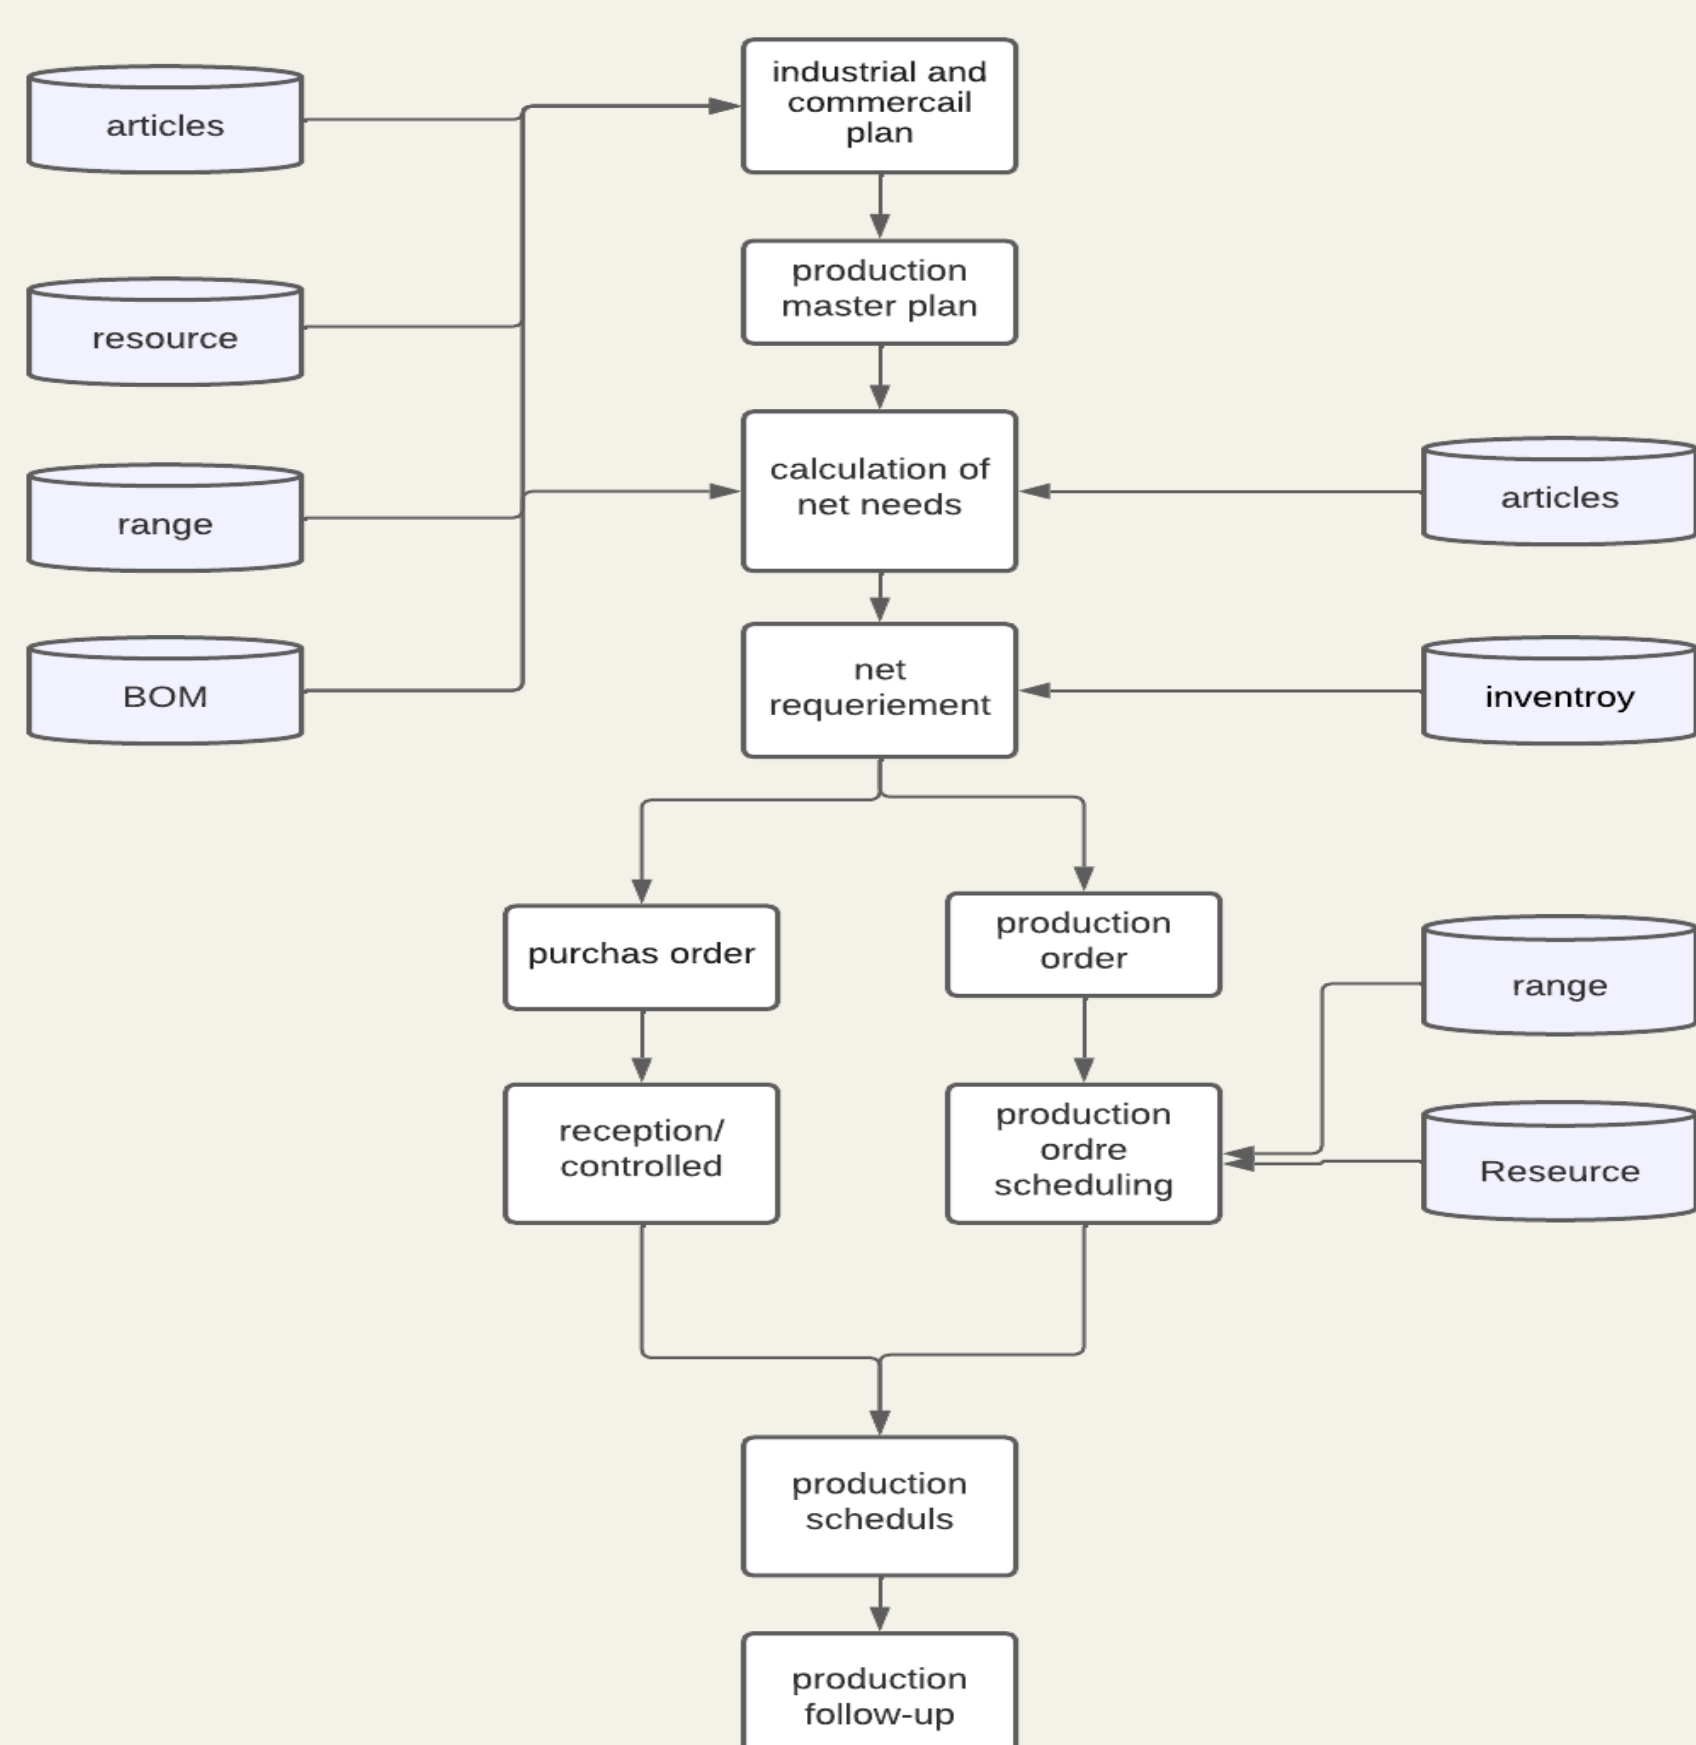 industrial and
commercail
plan
articles
production
master plan
resource
calculation of
net needs
articles
range
net
requeriement
BOM
inventroy
purchas order
production
order
range
reception/
controlled
production
ordre
scheduling
Reseurce
production
scheduls
production
follow-up